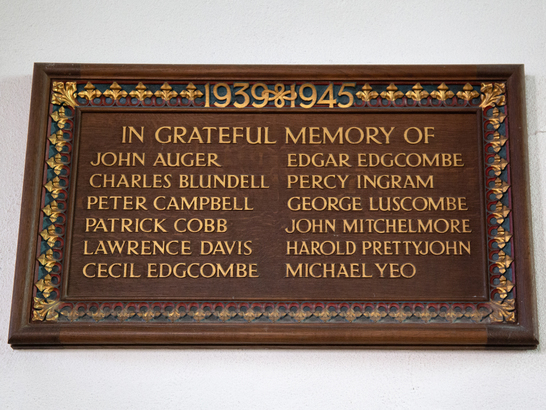 1939 & 1945
IN GRATEFUL MEMORY OF
JOHN AUGER
CHARLES BLUNDELL
PETER CAMPBELL
PATRICK COBB
LAWRENCE DAVIS
CECIL EDGCOMBE
EDGAR EDGCOMBE
PERCY INGRAM
GEORGE LUSCOMBE
JOHN MITCHELMORE
HAROLD PRETTYJOHN
MICHAEL YEO